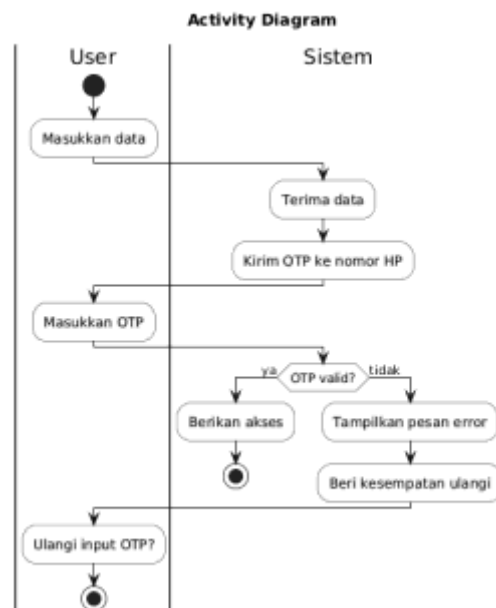 Activity Diagram
User
Sistem
Masukkan data
Terima data
Kirim OTP ke nomor HP
Masukkan OTP
ya
OTP valid?
tidak
Berikan akses
Tampilkan pesan error
Beri kesempatan ulangi
Ulangi input OTP?